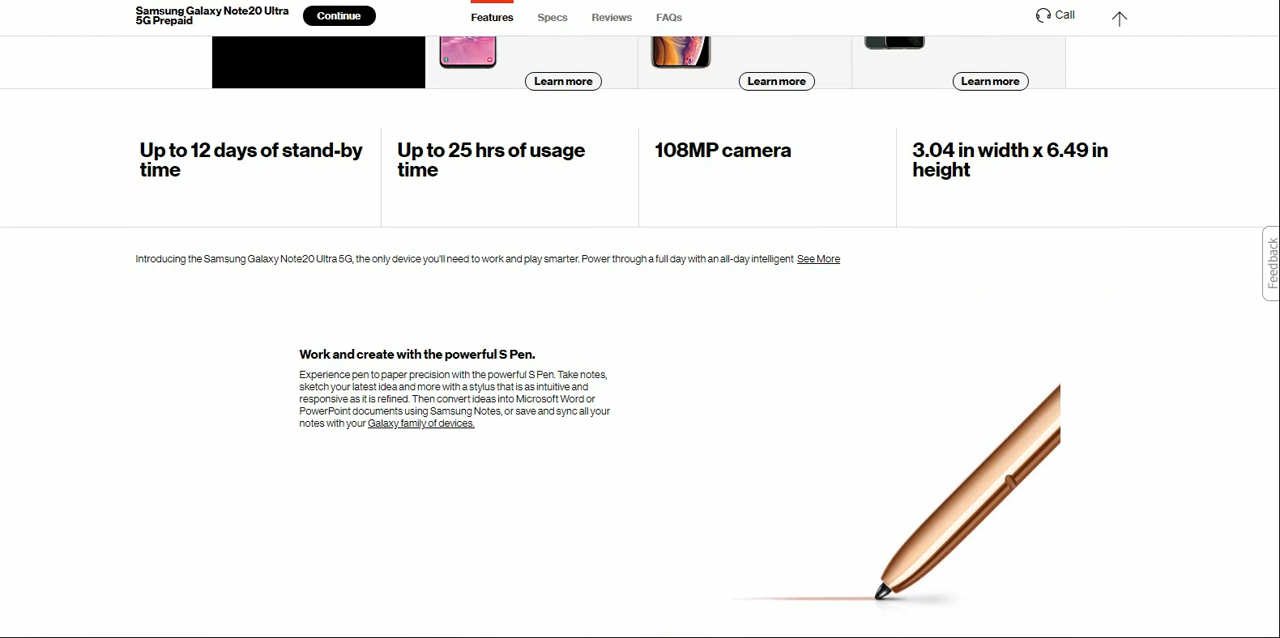 Samsung Galaxy Note20 Ultra
5G Prepaid
Continue
Features
Specs
Reviews
FAQs
Call
Learn more
Learn more
Learn more
Up to 12 days of stand-by
time
Up to 25 hrs of usage
time
108MP camera
3.04 in width x 6.49 in
height
Introducing the Samsung Galaxy Note20 Ultra 5G, the only device you'll need to work and play smarter. Power through a full day with an all-day intelligent See More
Feedback
Work and create with the powerful S Pen.
Experience pen to paper precision with the powerful S Pen. Take notes,
sketch your latest idea and more with a stylus that is as intuitive and
responsive as it is refined. Then convert ideas into Microsoft Word or
PowerPoint documents using Samsung Notes, or save and sync all your
notes with your Galaxy family of devices.